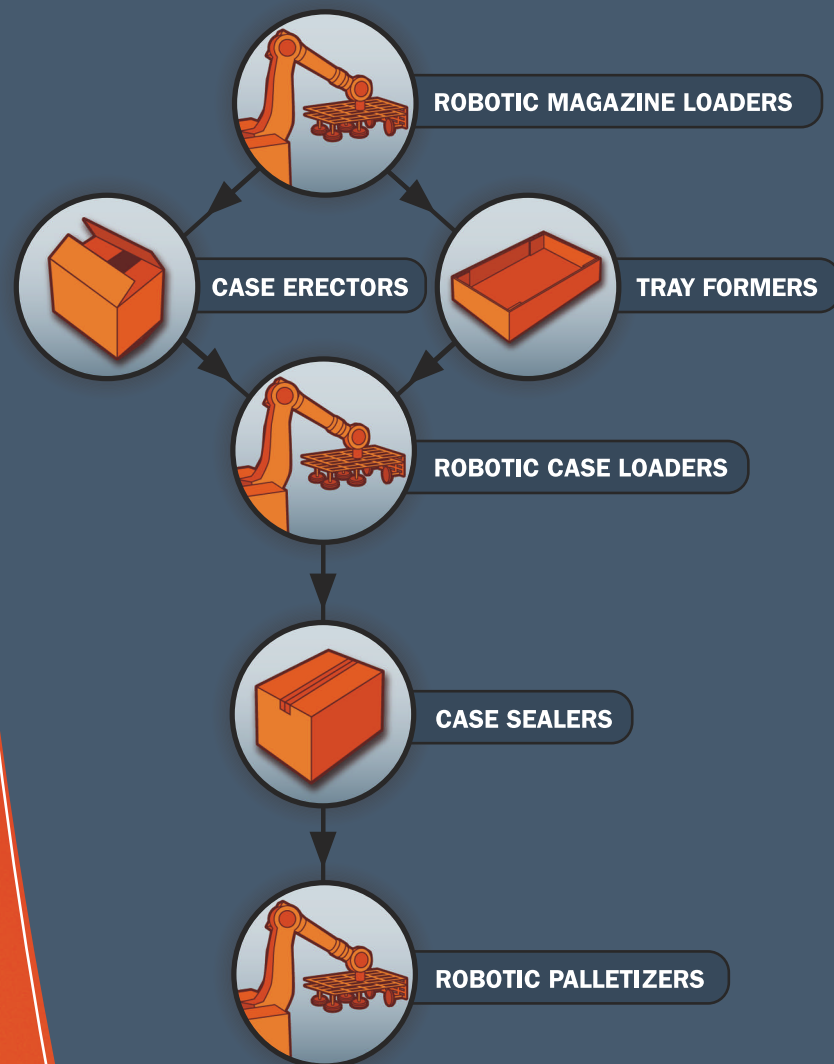 ROBOTIC MAGAZINE LOADERS
CASE ERECTORS
TRAY FORMERS
ROBOTIC CASE LOADERS
CASE SEALERS
ROBOTIC PALLETIZERS